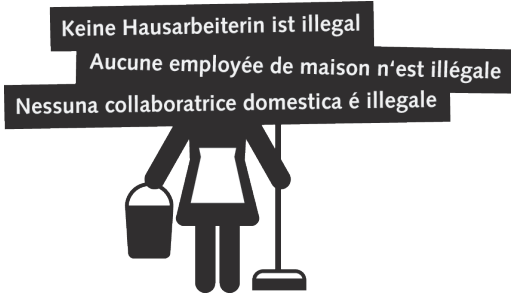 Keine Hausarbeiterin ist illegal
Aucune employée de maison n‘est illégale
Nessuna collaboratrice domestica é illegale